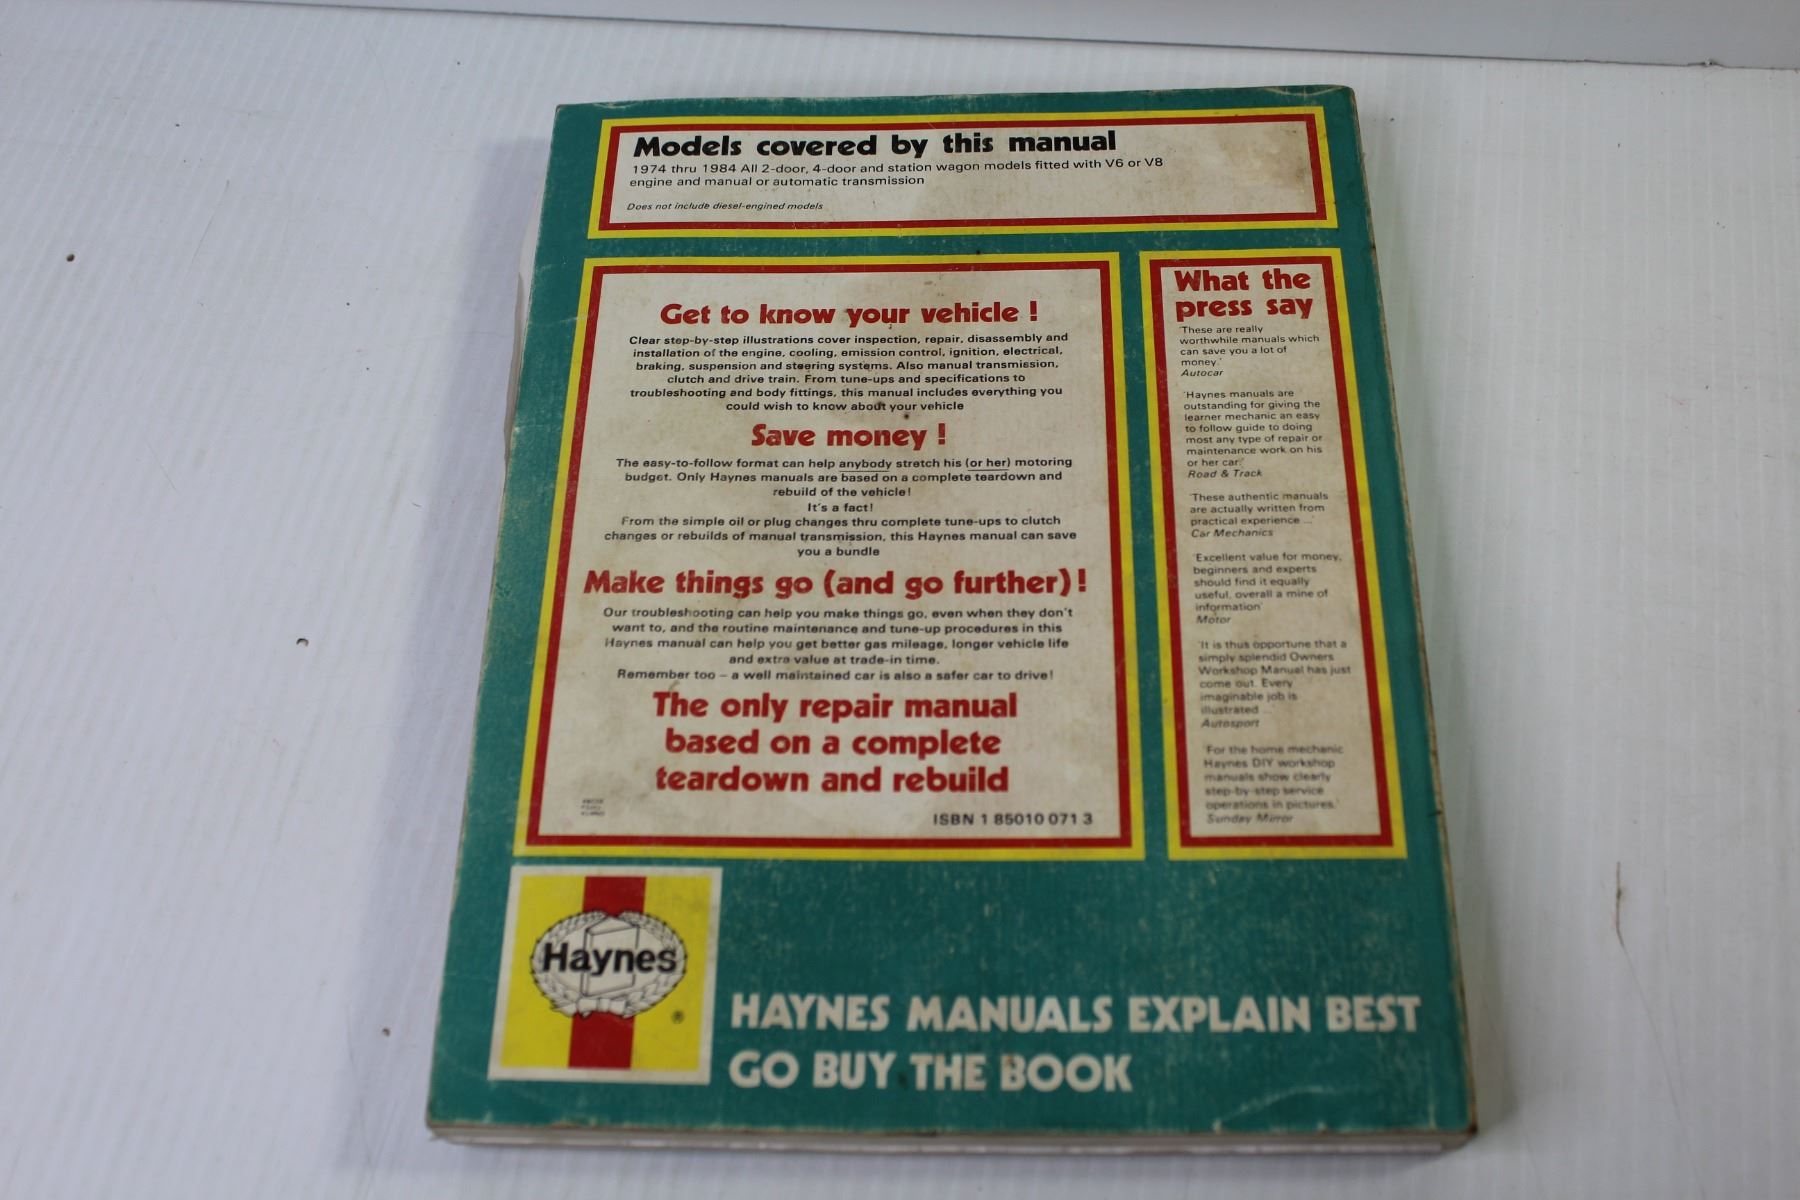 Models covered by this manual
1974 thru 1984 All 2-door, 4-door and station wagon models fitted with V6 or V8
engine and manual or automatic transmission
Does not include diesel-engined models
Get to know your vehicle !
Clear step-by-step illustrations cover inspection, repair, disassembly and
installation of the engine, cooling, emission control, ignition, electrical,
braking, suspension and steering systems. Also manual transmission,
clutch and drive train. From tune-ups and specifications to
troubleshooting and body fittings, this manual includes everything you
could wish to know about your vehicle
Save money !
The easy-to-follow format can help anybody stretch his (or her) motoring
budget. Only Haynes manuals are based on a complete teardown and
rebuild of the vehicle!
It's a fact!
From the simple oil or plug changes thru complete tune-ups to clutch
changes or rebuilds of manual transmission, this Haynes manual can save
you a bundle
Make things go (and go further) !
Our troubleshooting can help you make things go, even when they don't
want to, and the routine maintenance and tune-up procedures in this
Haynes manual can help you get better gas mileage, longer vehicle life
and extra value at trade-in time.
Remember too – a well maintained car is also a safer car to drive!
The only repair manual
based on a complete
teardown and rebuild
ISBN 1 85010 071 3
What the
press say
'These are really
worthwhile manuals which
can save you a lot of
money.'
Autocar
'Haynes manuals are
outstanding for giving the
learner mechanic an easy
to follow guide to doing
most any type of repair or
maintenance work on his
or her car.'
Road & Track
'These authentic manuals
are actually written from
practical experience ...'
Car Mechanics
'Excellent value for money,
beginners and experts
should find it equally
useful, overall a mine of
information'
Motor
'It is thus opportune that a
simply splendid Owners
Workshop Manual has just
come out. Every
imaginable job is
illustrated ...'
Autosport
'For the home mechanic
Haynes DIY workshop
manuals show clearly
step-by-step service
operations in pictures.'
Sunday Mirror
Haynes
®
HAYNES MANUALS EXPLAIN BEST
GO BUY THE BOOK